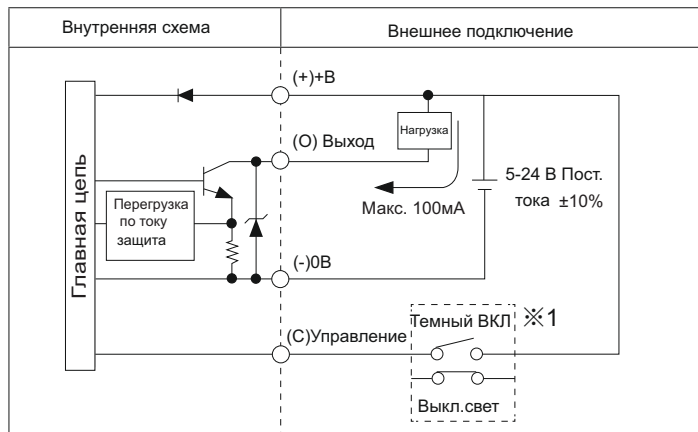 Внутренняя схема
Внешнее подключение
(+)+В
Нагрузка
(О) Выход
5-24 В Пост.
тока ±10%
Макс. 100мА
Главная цепь
Перегрузка
по току
защита
(-)0В
(С)Управление
Темный ВКЛ
※1
Выкл.свет